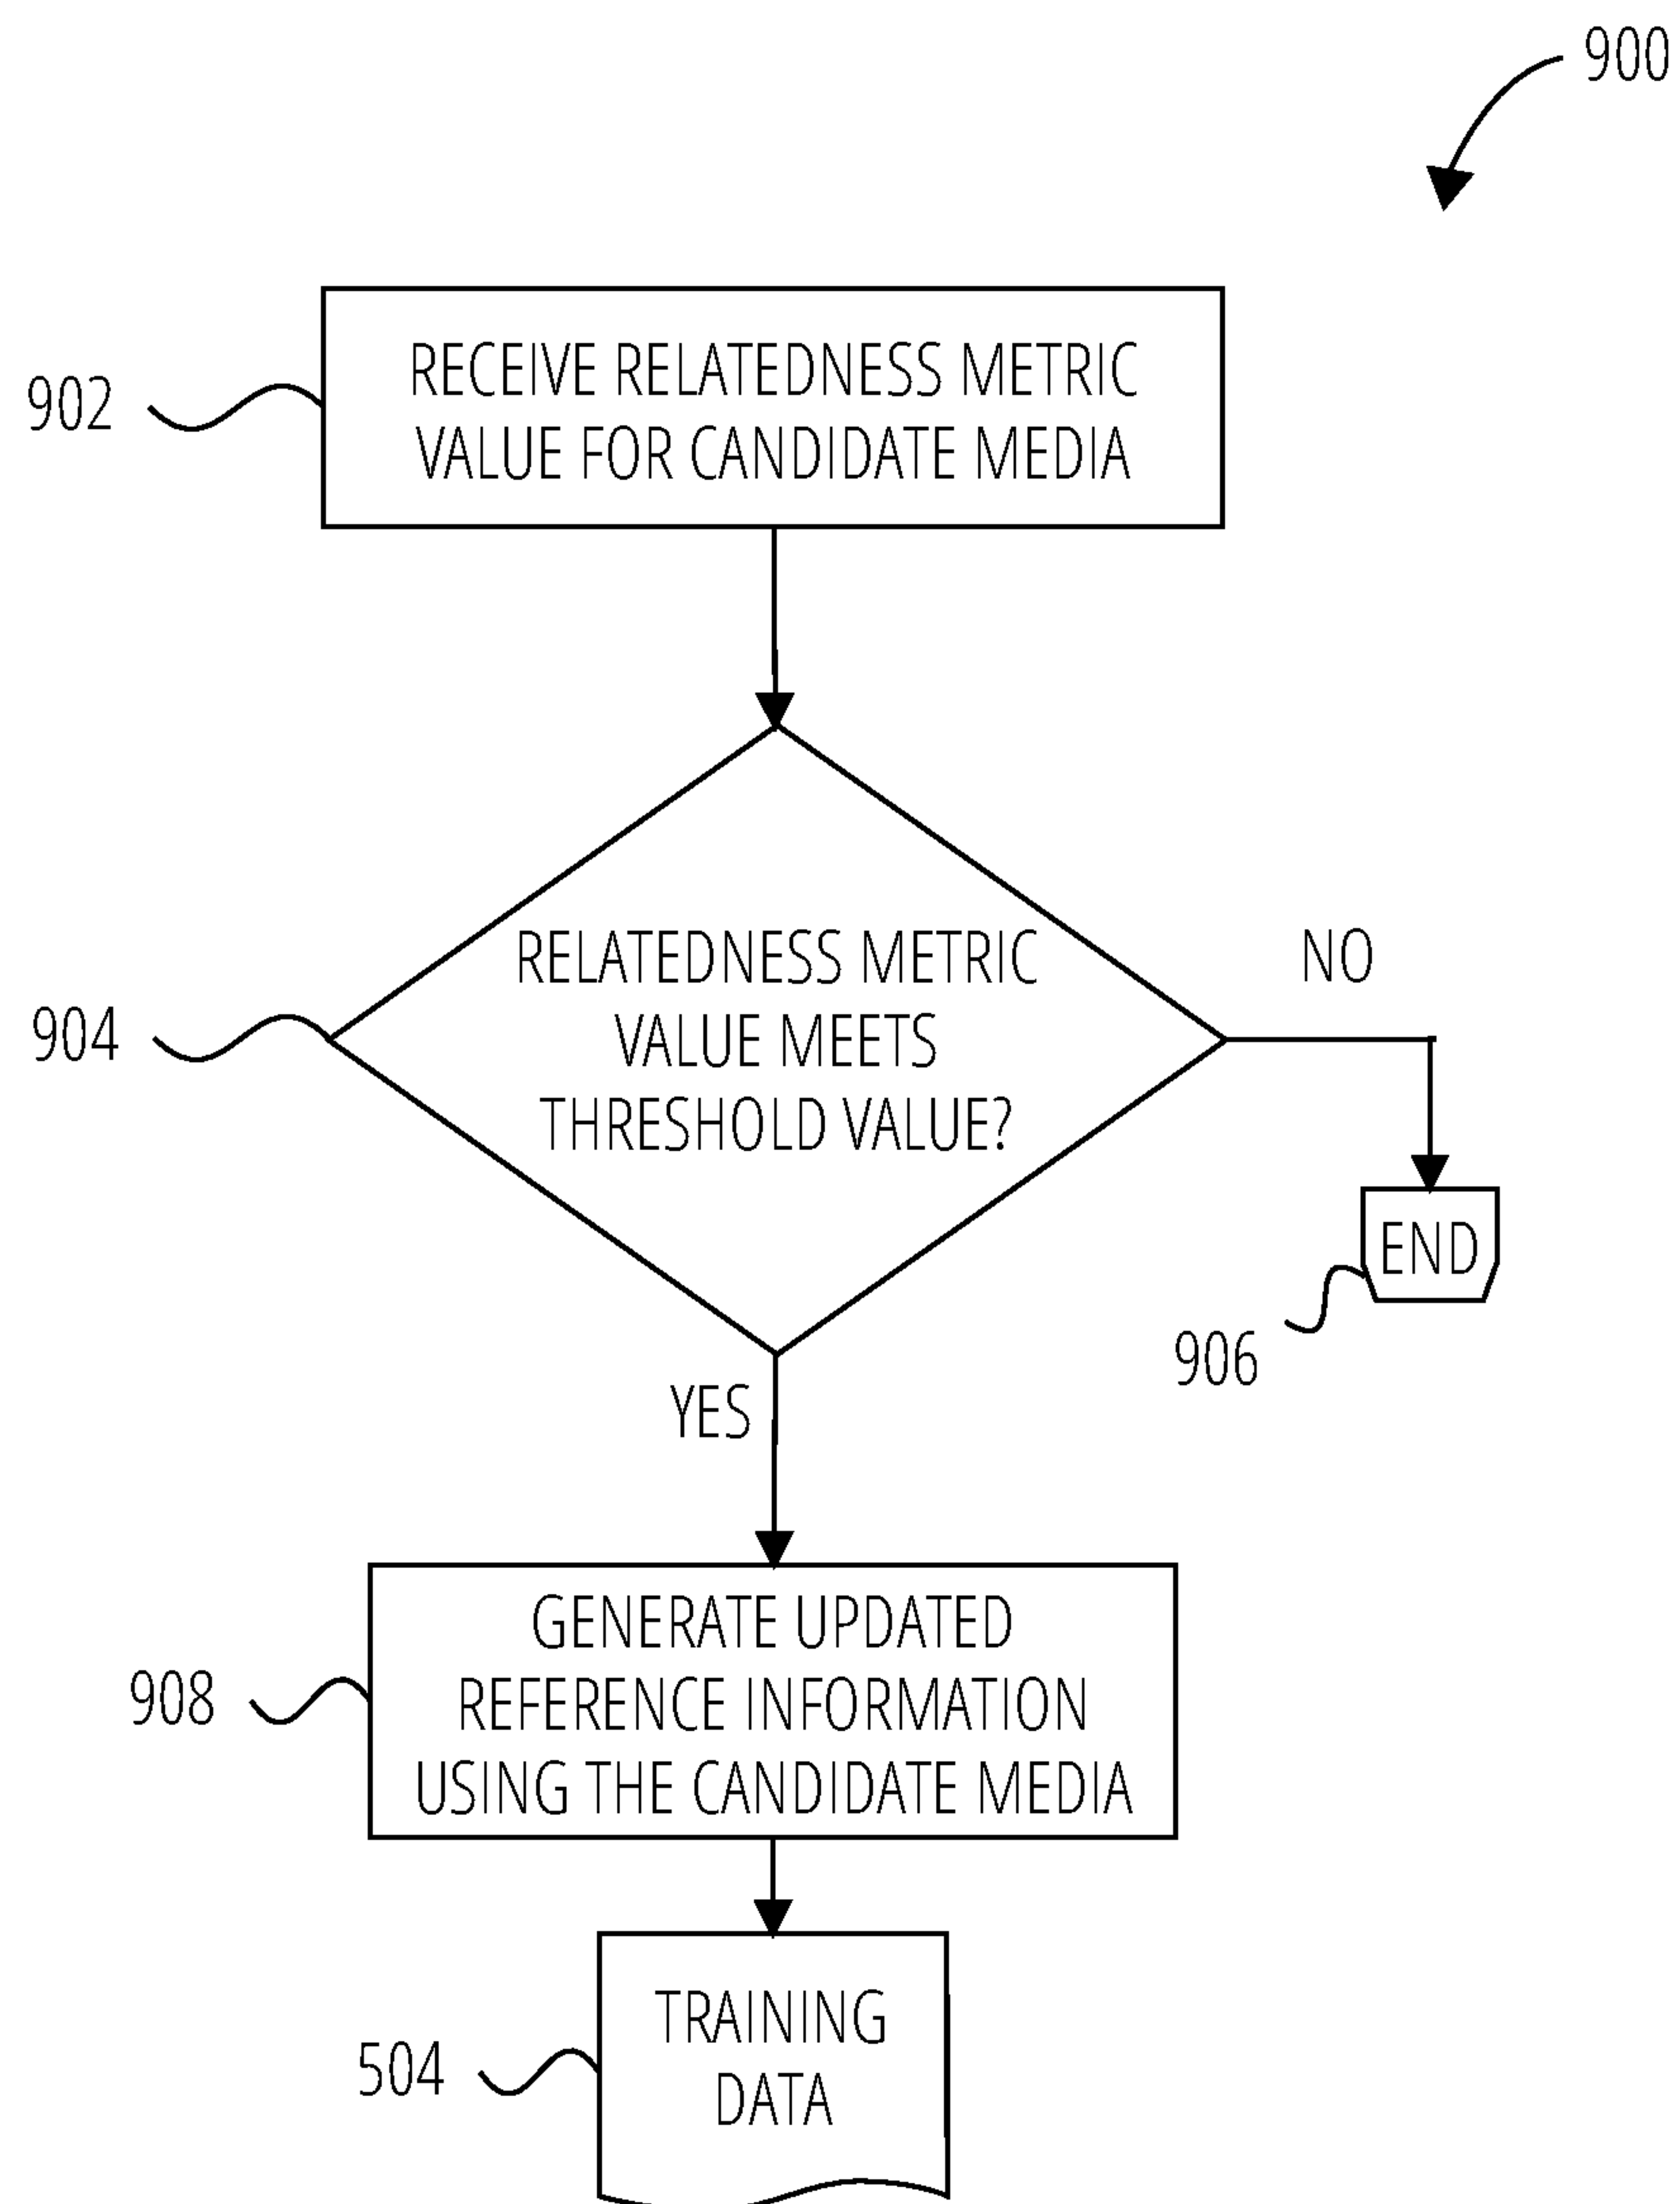 900
902
RECEIVE RELATEDNESS METRIC
VALUE FOR CANDIDATE MEDIA
904
RELATEDNESS METRIC
VALUE MEETS
THRESHOLD VALUE?
NO
END
906
YES
908
GENERATE UPDATED
REFERENCE INFORMATION
USING THE CANDIDATE MEDIA
504
TRAINING
DATA